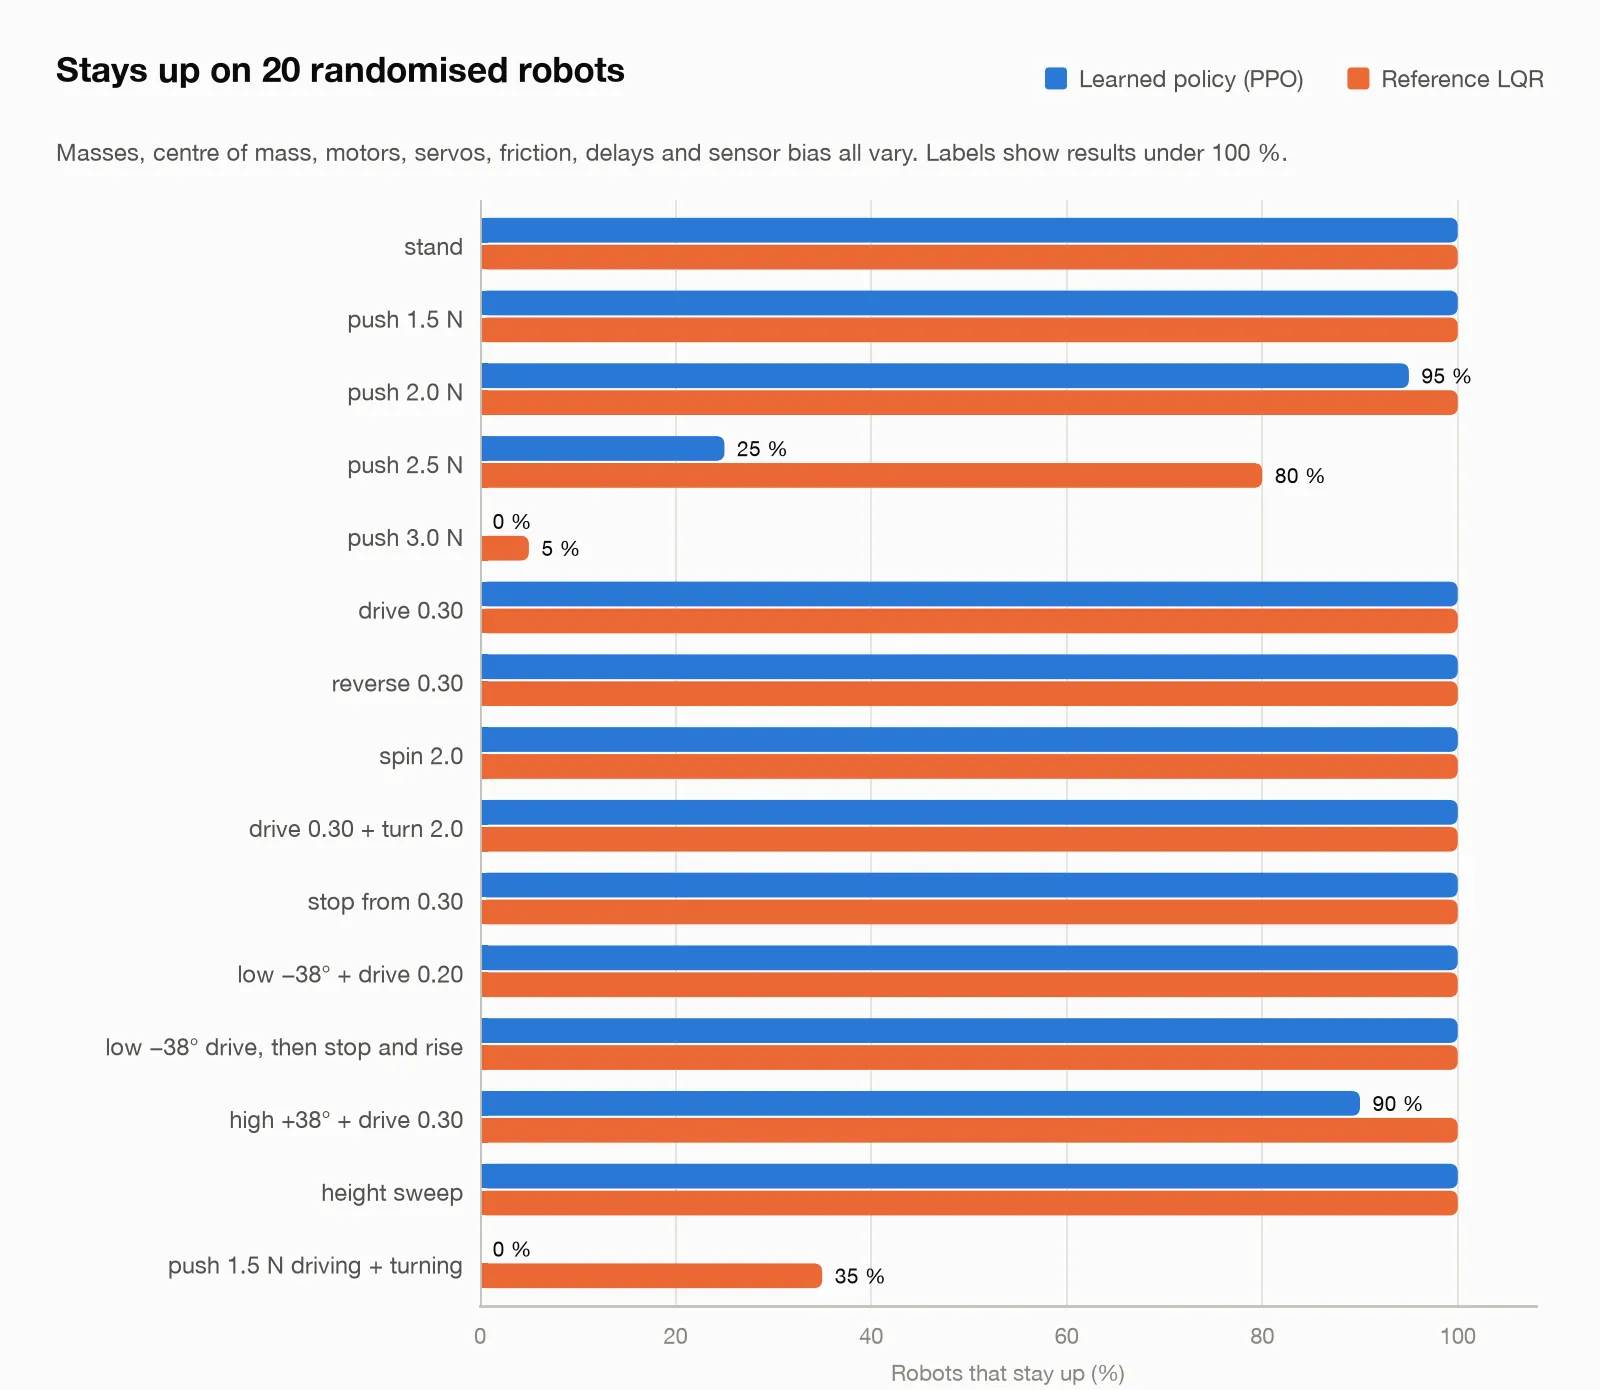 Stays up on 20 randomised robots
Learned policy (PPO)
Reference LQR
Masses, centre of mass, motors, servos, friction, delays and sensor bias all vary. Labels show results under 100 %.
stand
push 1.5 N
push 2.0 N
95 %
push 2.5 N
25 %
80 %
push 3.0 N
0 %
5 %
drive 0.30
reverse 0.30
spin 2.0
drive 0.30 + turn 2.0
stop from 0.30
low −38° + drive 0.20
low −38° drive, then stop and rise
high +38° + drive 0.30
90 %
height sweep
push 1.5 N driving + turning
0 %
35 %
0 20 40 60 80 100
Robots that stay up (%)